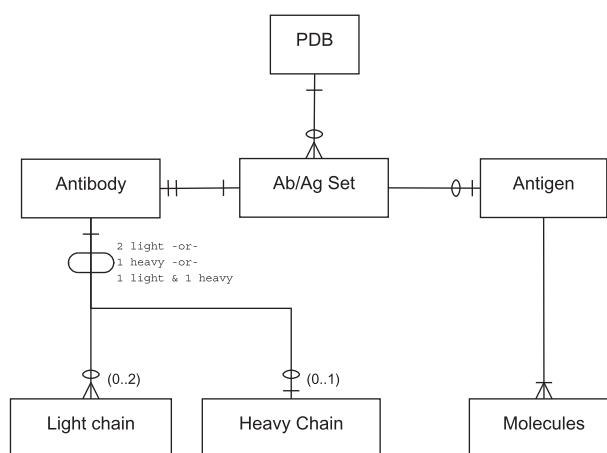 PDB
Antibody
Ab/Ag Set
Antigen
2 light -or-
1 heavy -or-
1 light & 1 heavy
(0..2)
(0..1)
Light chain
Heavy Chain
Molecules